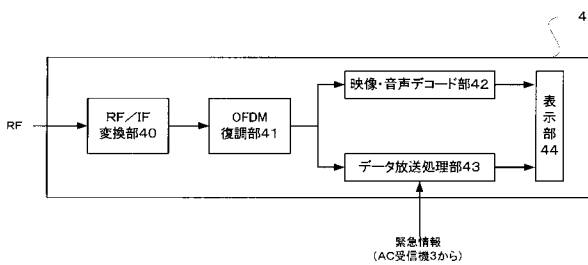 4
RF
RF/IF
変換部40
OFDM
復調部41
映像・音声デコード部42
データ放送処理部43
表示部44
緊急情報
(AC受信機3から)